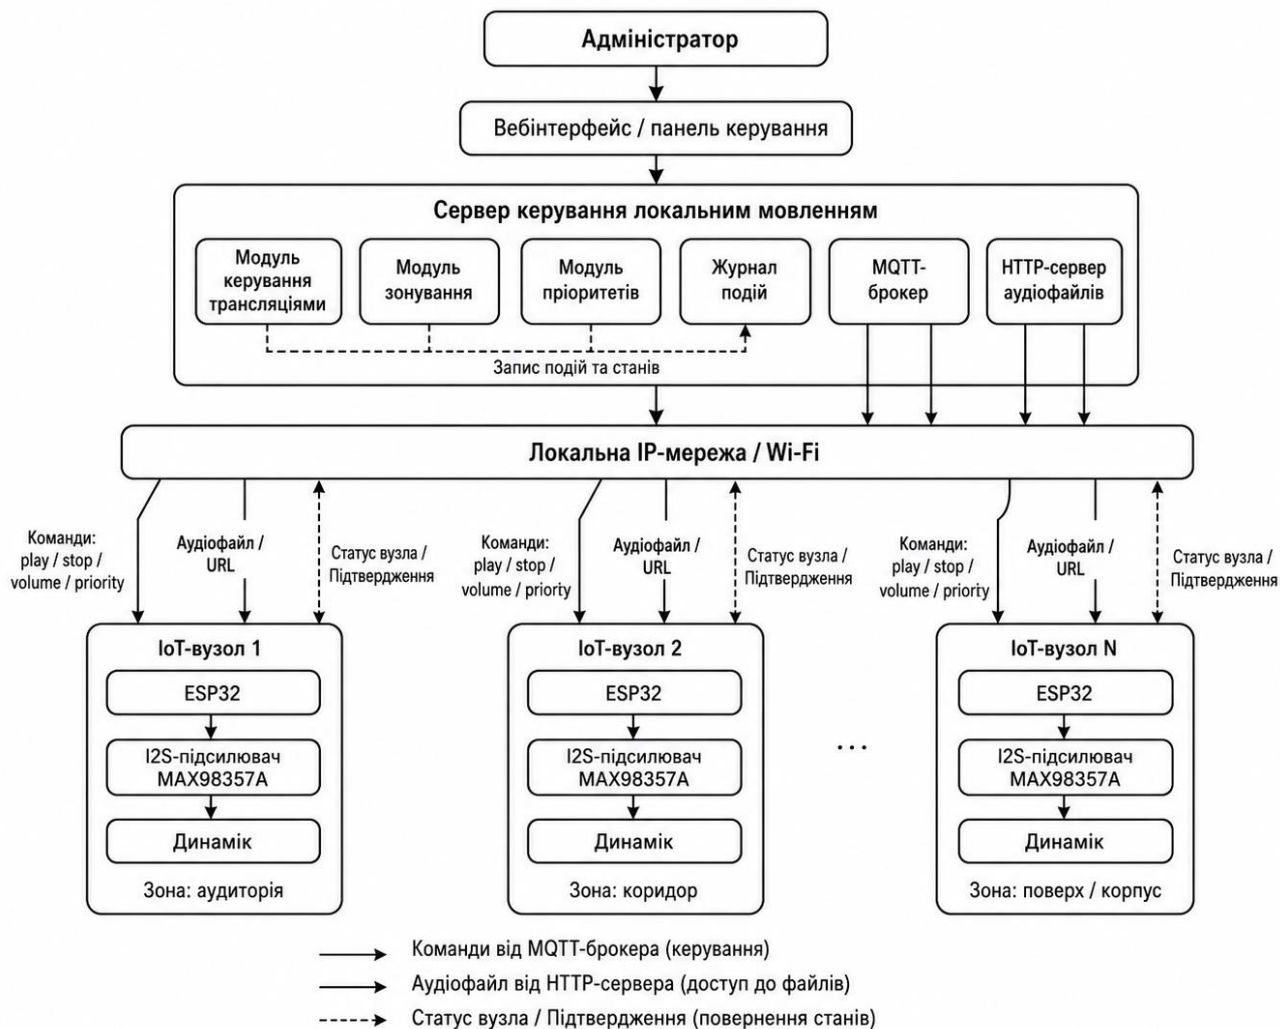 Адміністратор
Вебінтерфейс / панель керування
Сервер керування локальним мовленням
Модуль
керування
трансляціями
Модуль
зонування
Модуль
пріоритетів
Журнал
подій
MQTT-
брокер
HTTP-сервер
аудіофайлів
Запис подій та станів
Локальна IP-мережа / Wi-Fi
Команди:
play / stop /
volume / priority
Аудіофайл /
URL
Статус вузла /
Підтвердження
Команди:
play / stop /
volume / priority
Аудіофайл /
URL
Статус вузла /
Підтвердження
Команди:
play / stop /
volume / priority
Аудіофайл /
URL
Статус вузла /
Підтвердження
IoT-вузол 1
ESP32
I2S-підсилювач
MAX98357A
Динамік
Зона: аудиторія
IoT-вузол 2
ESP32
I2S-підсилювач
MAX98357A
Динамік
Зона: коридор
...
IoT-вузол N
ESP32
I2S-підсилювач
MAX98357A
Динамік
Зона: поверх / корпус
Команди від MQTT-брокера (керування)
Аудіофайл від HTTP-сервера (доступ до файлів)
Статус вузла / Підтвердження (повернення станів)